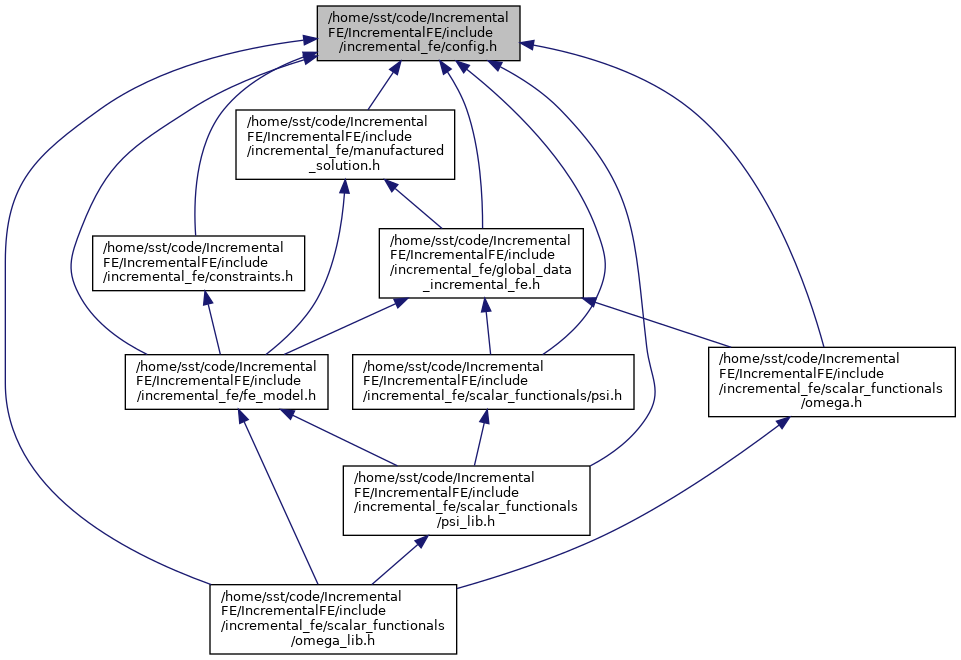 /home/sst/code/Incremental
FE/IncrementalFE/include
/incremental_fe/config.h
/home/sst/code/Incremental
FE/IncrementalFE/include
/incremental_fe/manufactured
_solution.h
/home/sst/code/Incremental
FE/IncrementalFE/include
/incremental_fe/constraints.h
/home/sst/code/Incremental
FE/IncrementalFE/include
/incremental_fe/global_data
_incremental_fe.h
/home/sst/code/Incremental
FE/IncrementalFE/include
/incremental_fe/fe_model.h
/home/sst/code/Incremental
FE/IncrementalFE/include
/incremental_fe/scalar_functionals/psi.h
/home/sst/code/Incremental
FE/IncrementalFE/include
/incremental_fe/scalar_functionals
/omega.h
/home/sst/code/Incremental
FE/IncrementalFE/include
/incremental_fe/scalar_functionals
/psi_lib.h
/home/sst/code/Incremental
FE/IncrementalFE/include
/incremental_fe/scalar_functionals
/omega_lib.h